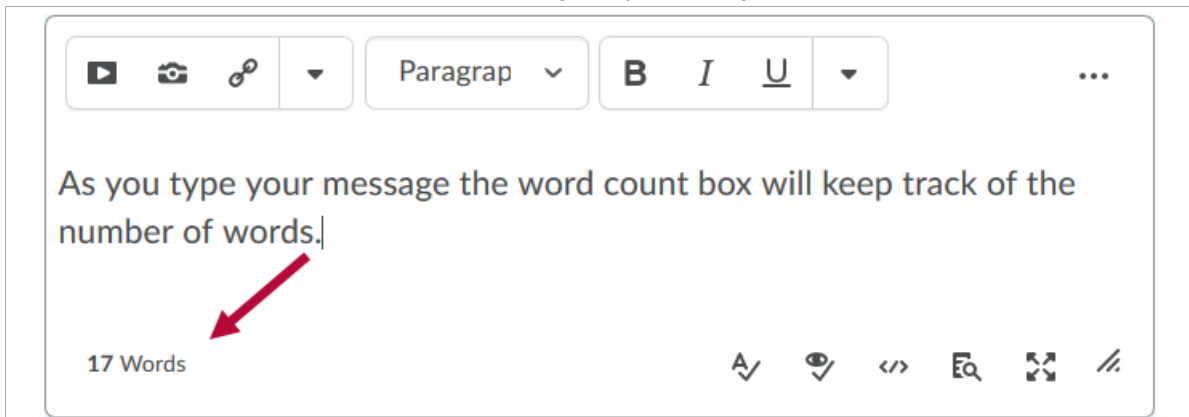 Paragrap
B I U
As you type your message the word count box will keep track of the
number of words.
17 Words